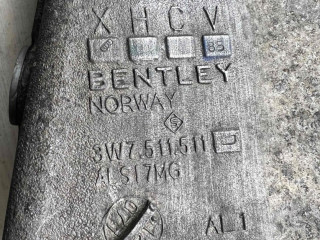 X H C V
85
BENTLEY
NORWAY
S
3W7.511.511 D
ALSI7MG
AL1